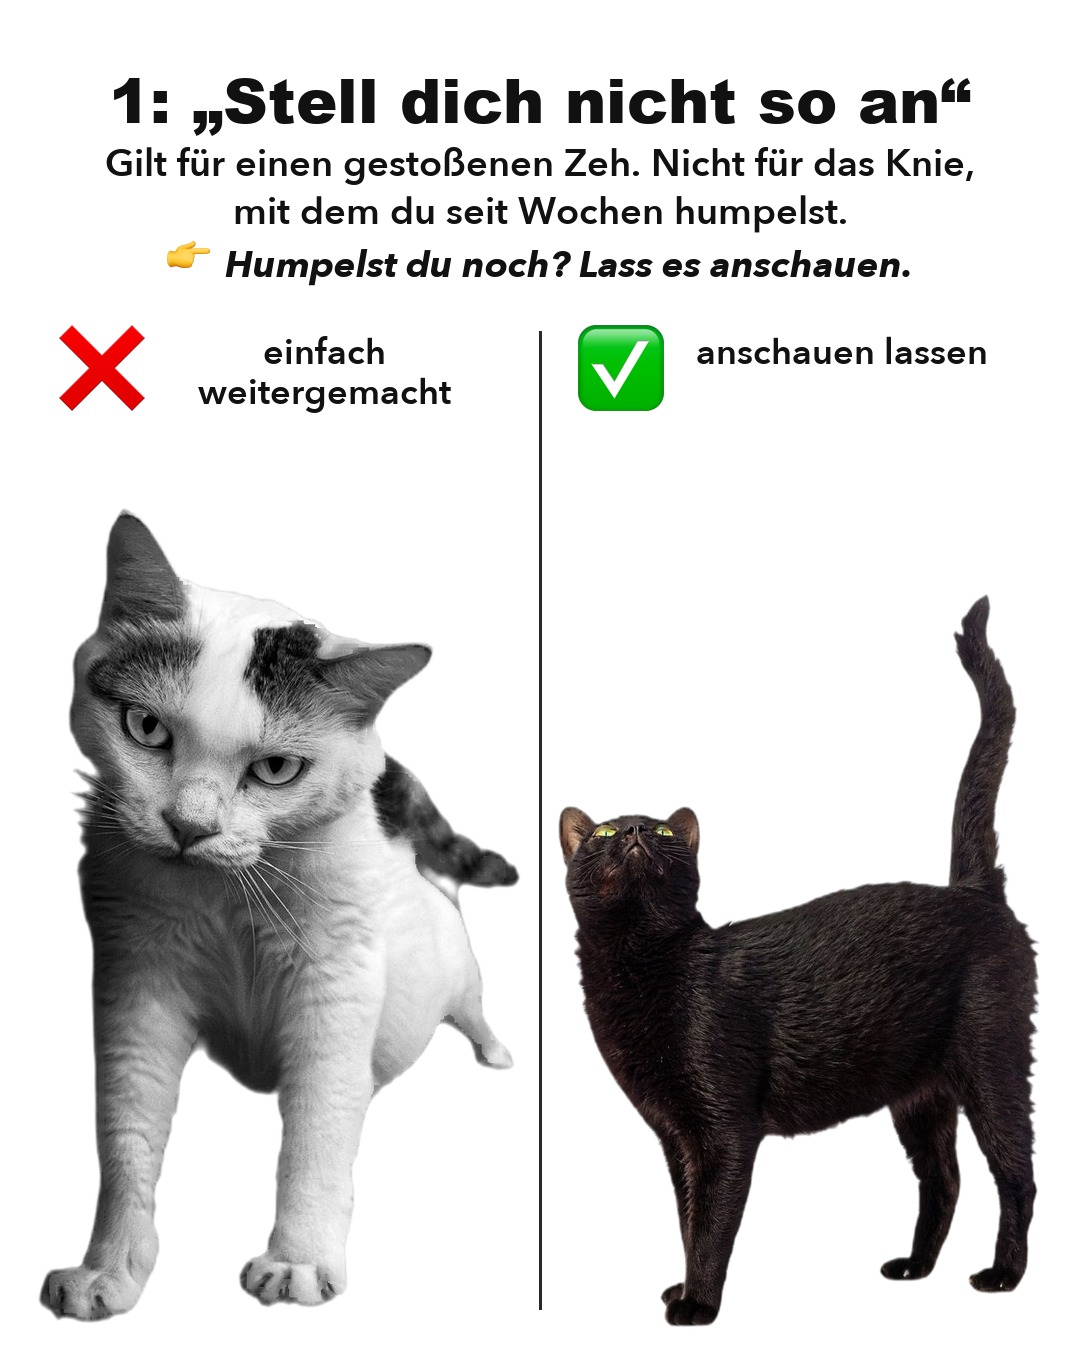 1: „Stell dich nicht so an“
Gilt für einen gestoßenen Zeh. Nicht für das Knie,
mit dem du seit Wochen humpelst.
👉 Humpelst du noch? Lass es anschauen.
❌ einfach
weitergemacht
✅ anschauen lassen